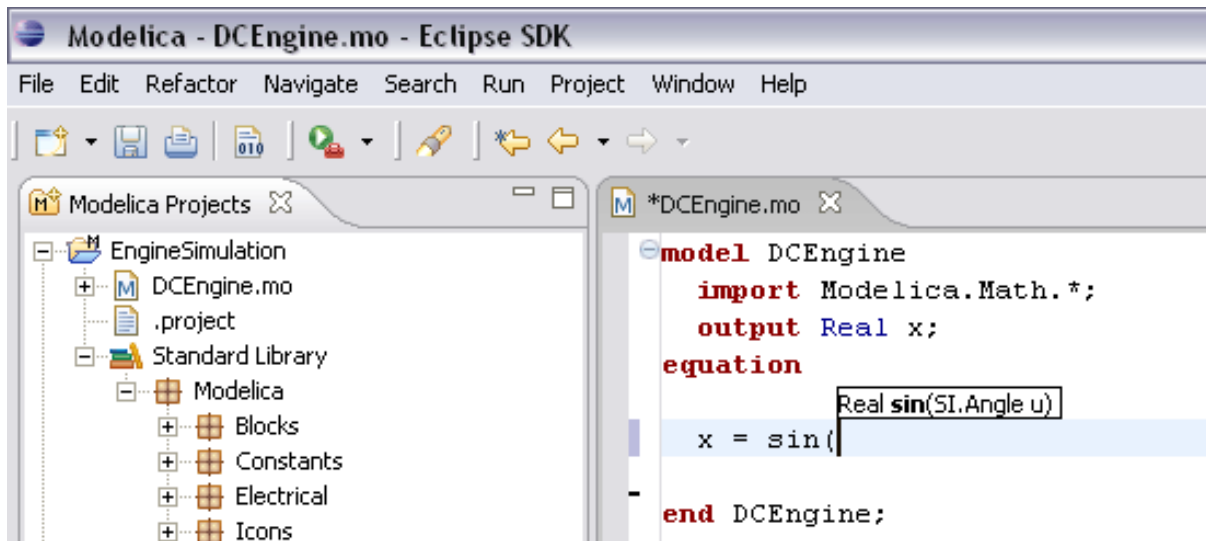 Modelica - DCEngine.mo - Eclipse SDK
File Edit Refactor Navigate Search Run Project Window Help
010
Modelica Projects
EngineSimulation
M DCEngine.mo
.project
Standard Library
Modelica
Blocks
Constants
Electrical
Icons
M *DCEngine.mo
model DCEngine
import Modelica.Math.*;
output Real x;
equation
Real sin(SI.Angle u)
x = sin(
end DCEngine;